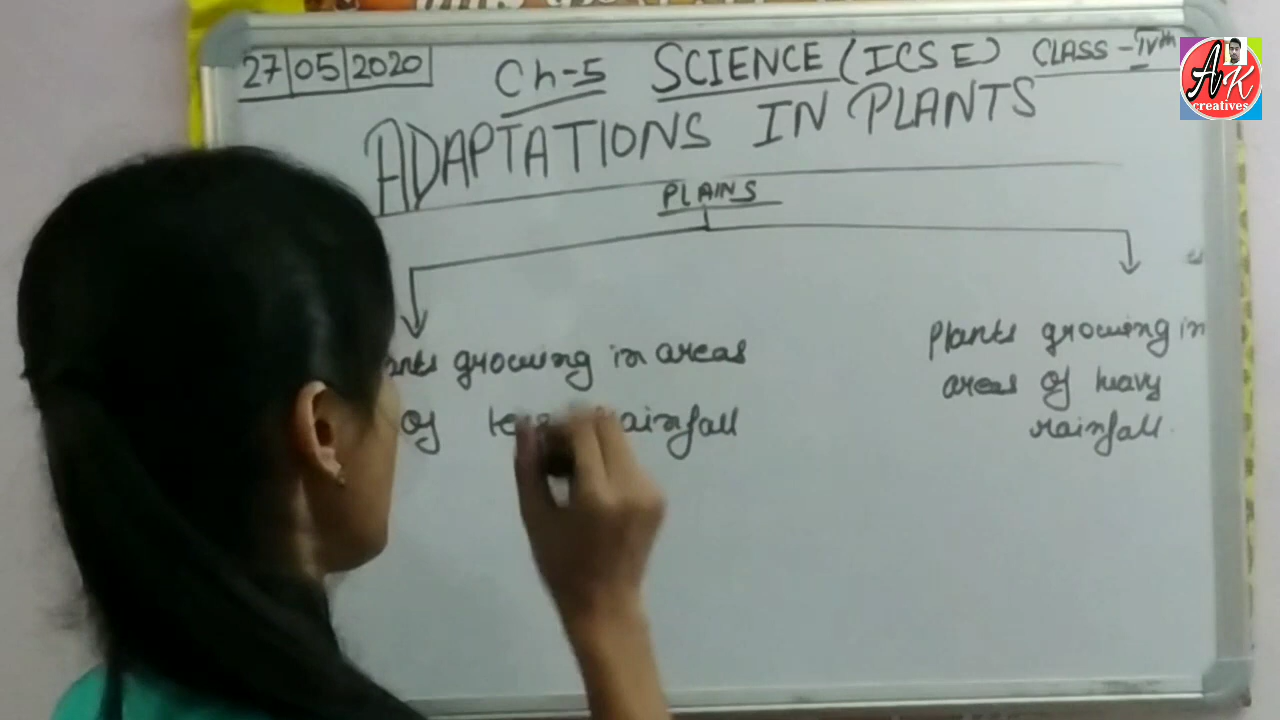 27|05|2020 Ch-5 SCIENCE (ICSE) CLASS - IVth
ADAPTATIONS IN PLANTS
PLAINS
growing in areas
of rainfall
Plants growing in
areas of heavy
rainfall.
AK
creatives